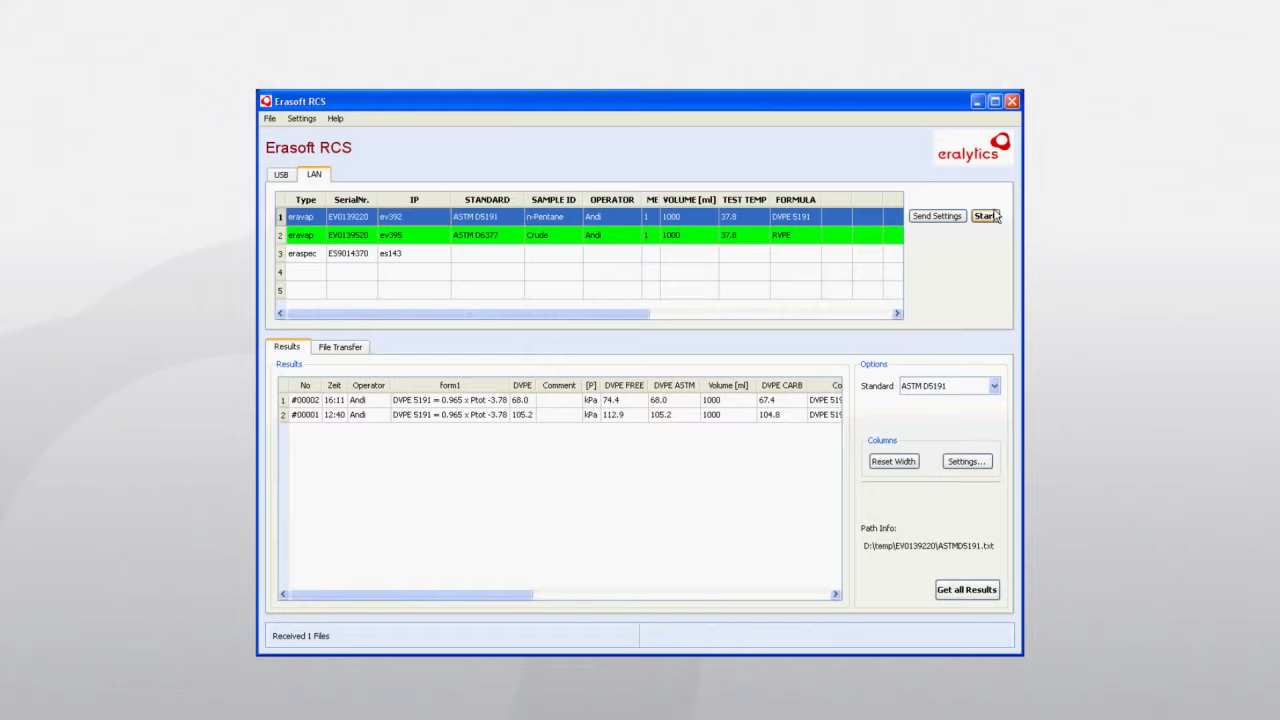 Erasoft RCS
File Settings Help
Erasoft RCS
eralytics
USB LAN
Type SerialNr. IP STANDARD SAMPLE ID OPERATOR ME VOLUME [ml] TEST TEMP FORMULA
1 eravap EV0139220 ev392 ASTM D5191 n-Pentane Andi 1 1000 37.8 DVPE 5191
Send Settings Start
2 eravap EV0139520 ev395 ASTM D6377 Crude Andi 1 1000 37.8 RVPE
3 eraspec ES9014370 es143
4
5
Results File Transfer
Results
Options
No Zeit Operator form1 DVPE Comment [P] DVPE FREE DVPE ASTM Volume [ml] DVPE CARB Co
Standard ASTM D5191
1 #00002 16:11 Andi DVPE 5191 = 0.965 x Ptot -3.78 68.0 kPa 74.4 68.0 1000 67.4 DVPE 519
2 #00001 12:40 Andi DVPE 5191 = 0.965 x Ptot -3.78 105.2 kPa 112.9 105.2 1000 104.8 DVPE 519
Columns
Reset Width Settings...
Path Info:
D:\temp\EV0139220\ASTMD5191.txt
Get all Results
Received 1 Files